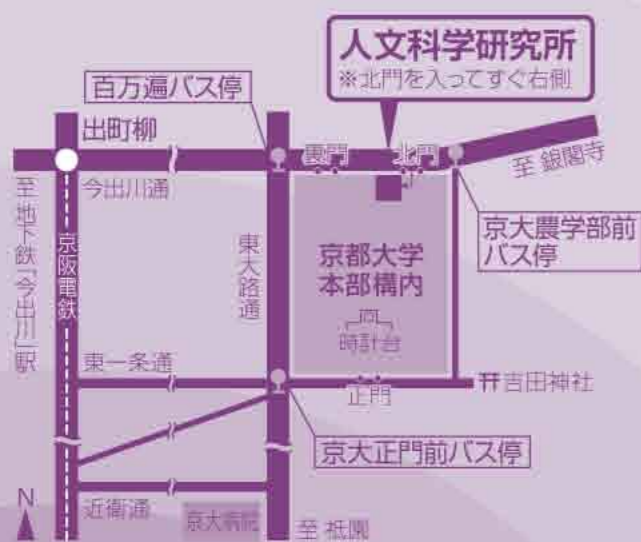 人文科学研究所
※北門を入ってすぐ右側
百万遍バス停
出町柳
裏門
北門
至 銀閣寺
今出川通
至 地下鉄「今出川」駅
京阪電鉄
東大路通
京都大学
本部構内
時計台
京大農学部前
バス停
東一条通
正門
吉田神社
京大正門前バス停
近衛通
京大病院
至 祇園
N